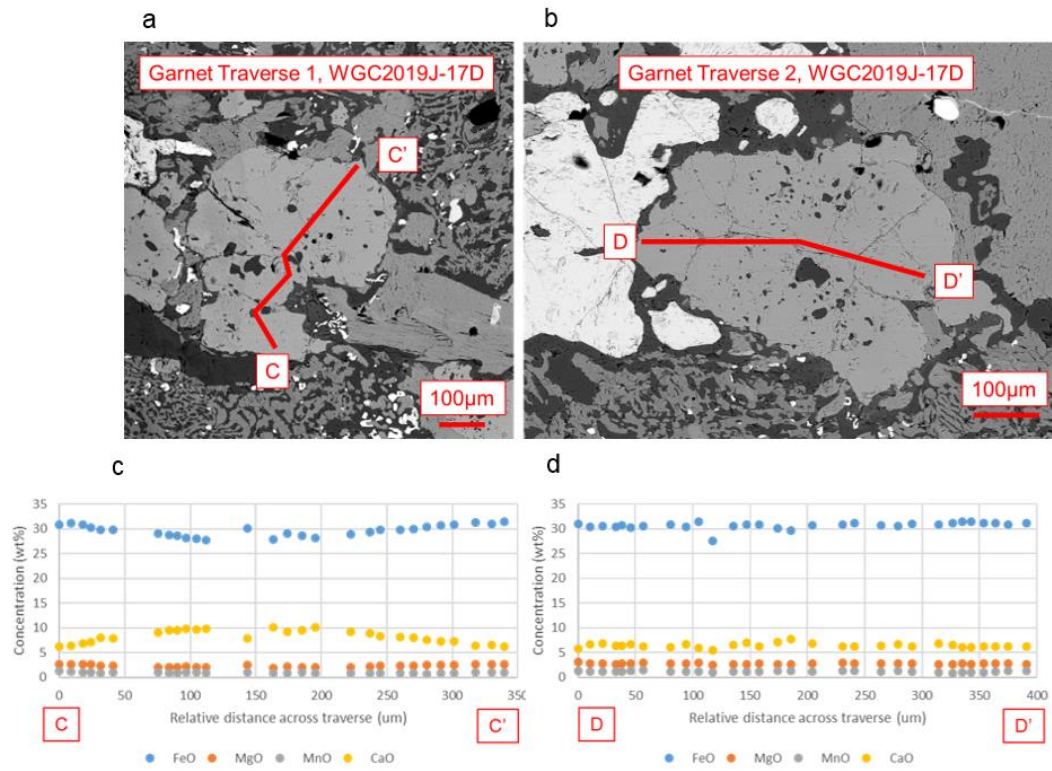 a
b
Garnet Traverse 1, WGC2019J-17D
Garnet Traverse 2, WGC2019J-17D
C'
C
100µm
D
D'
100µm
c
d
35
30
25
20
15
10
5
0
Concentration (wt%)
0 50 100 150 200 250 300 350
C
Relative distance across traverse (um)
C'
FeO MgO MnO CaO
35
30
25
20
15
10
5
0
Concentration (wt%)
0 50 100 150 200 250 300 350 400
D
Relative distance across traverse (um)
D'
FeO MgO MnO CaO